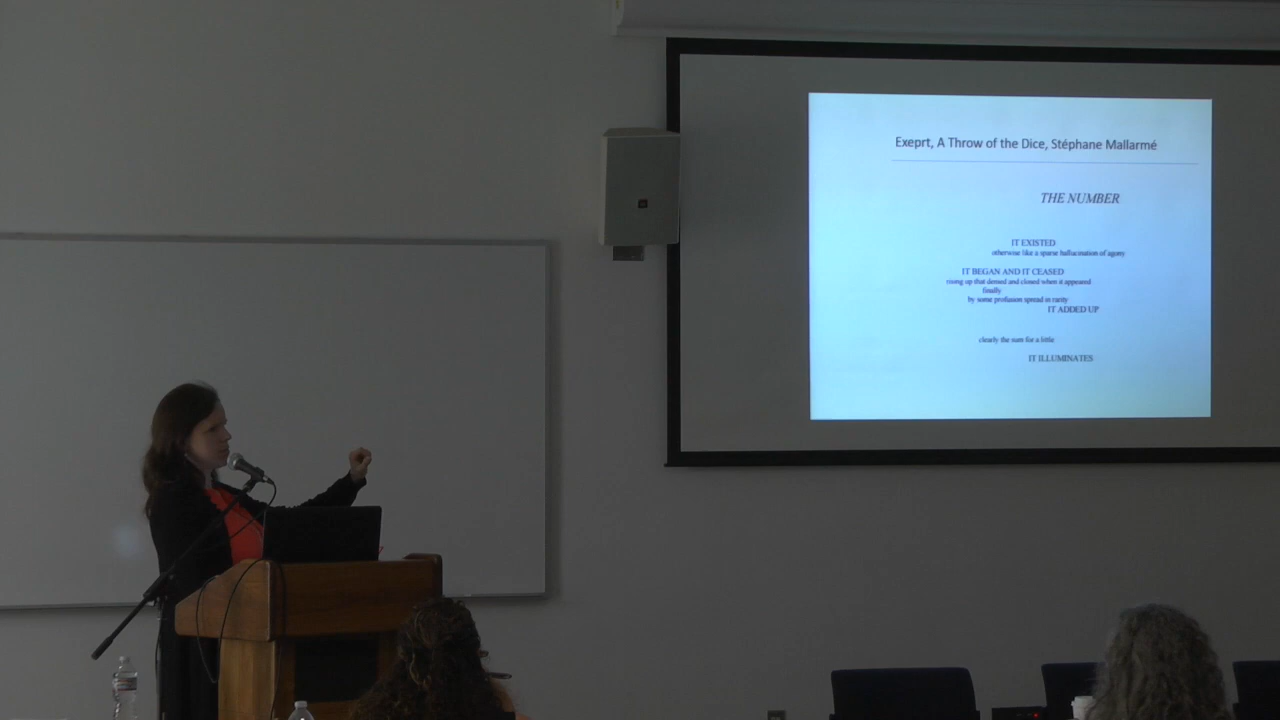 Exeprt, A Throw of the Dice, Stéphane Mallarmé
THE NUMBER
IT EXISTED
otherwise like a sparse hallucination of agony
IT BEGAN AND IT CEASED
rising up that denied and closed when it appeared
finally
by some profusion spread in rarity
IT ADDED UP
clearly the sum for a little
IT ILLUMINATES